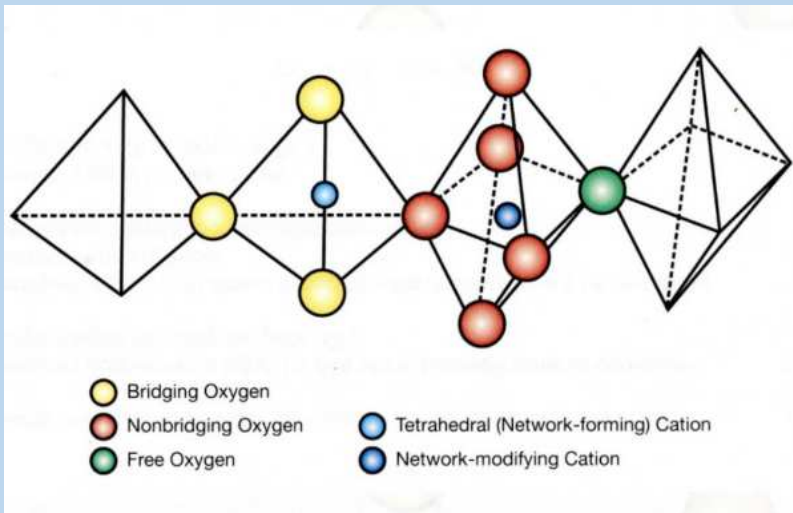 Bridging Oxygen
Nonbridging Oxygen
Free Oxygen
Tetrahedral (Network-forming) Cation
Network-modifying Cation